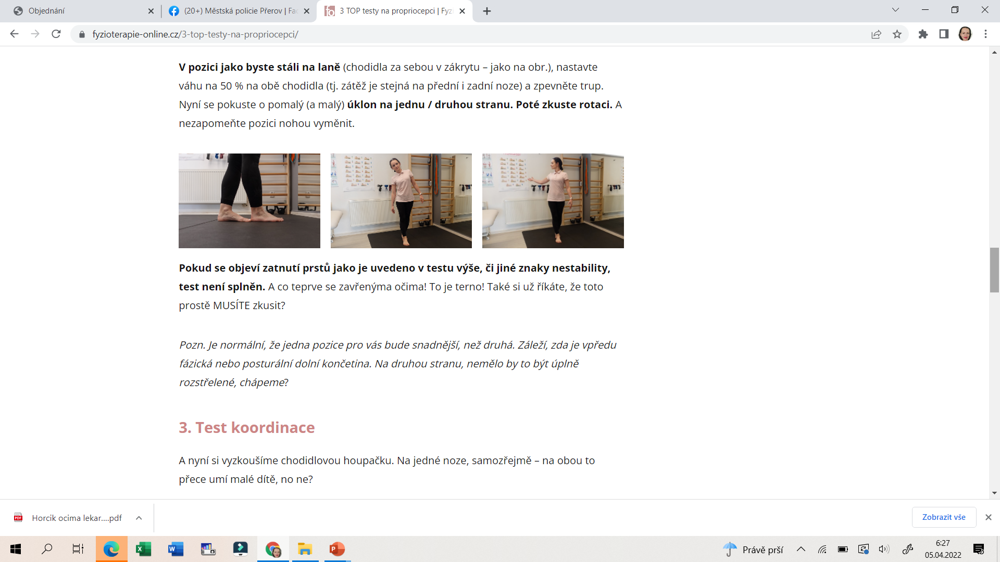 Objednání
(20+) Městská policie Přerov | Fac
3 TOP testy na propriocepci | Fyzi
fyzioterapie-online.cz/3-top-testy-na-propriocepci/
V pozici jako byste stáli na laně (chodidla za sebou v zákrytu – jako na obr.), nastavte
váhu na 50 % na obě chodidla (tj. zátěž je stejná na přední i zadní noze) a zpevněte trup.
Nyní se pokuste o pomalý (a malý) úklon na jednu / druhou stranu. Poté zkuste rotaci. A
nezapomeňte pozici nohou vyměnit.
Pokud se objeví zatnutí prstů jako je uvedeno v testu výše, či jiné znaky nestability,
test není splněn. A co teprve se zavřenýma očima! To je terno! Také si už říkáte, že toto
prostě MUSÍTE zkusit?
Pozn. Je normální, že jedna pozice pro vás bude snadnější, než druhá. Záleží, zda je vpředu
fázická nebo posturální dolní končetina. Na druhou stranu, nemělo by to být úplně
rozstřelené, chápeme?
3. Test koordinace
A nyní si vyzkoušíme chodidlovou houpačku. Na jedné noze, samozřejmě – na obou to
přece umí malé dítě, no ne?
PDF
Horcik ocima lekar....pdf
Zobrazit vše
Právě prší
6:27
05.04.2022